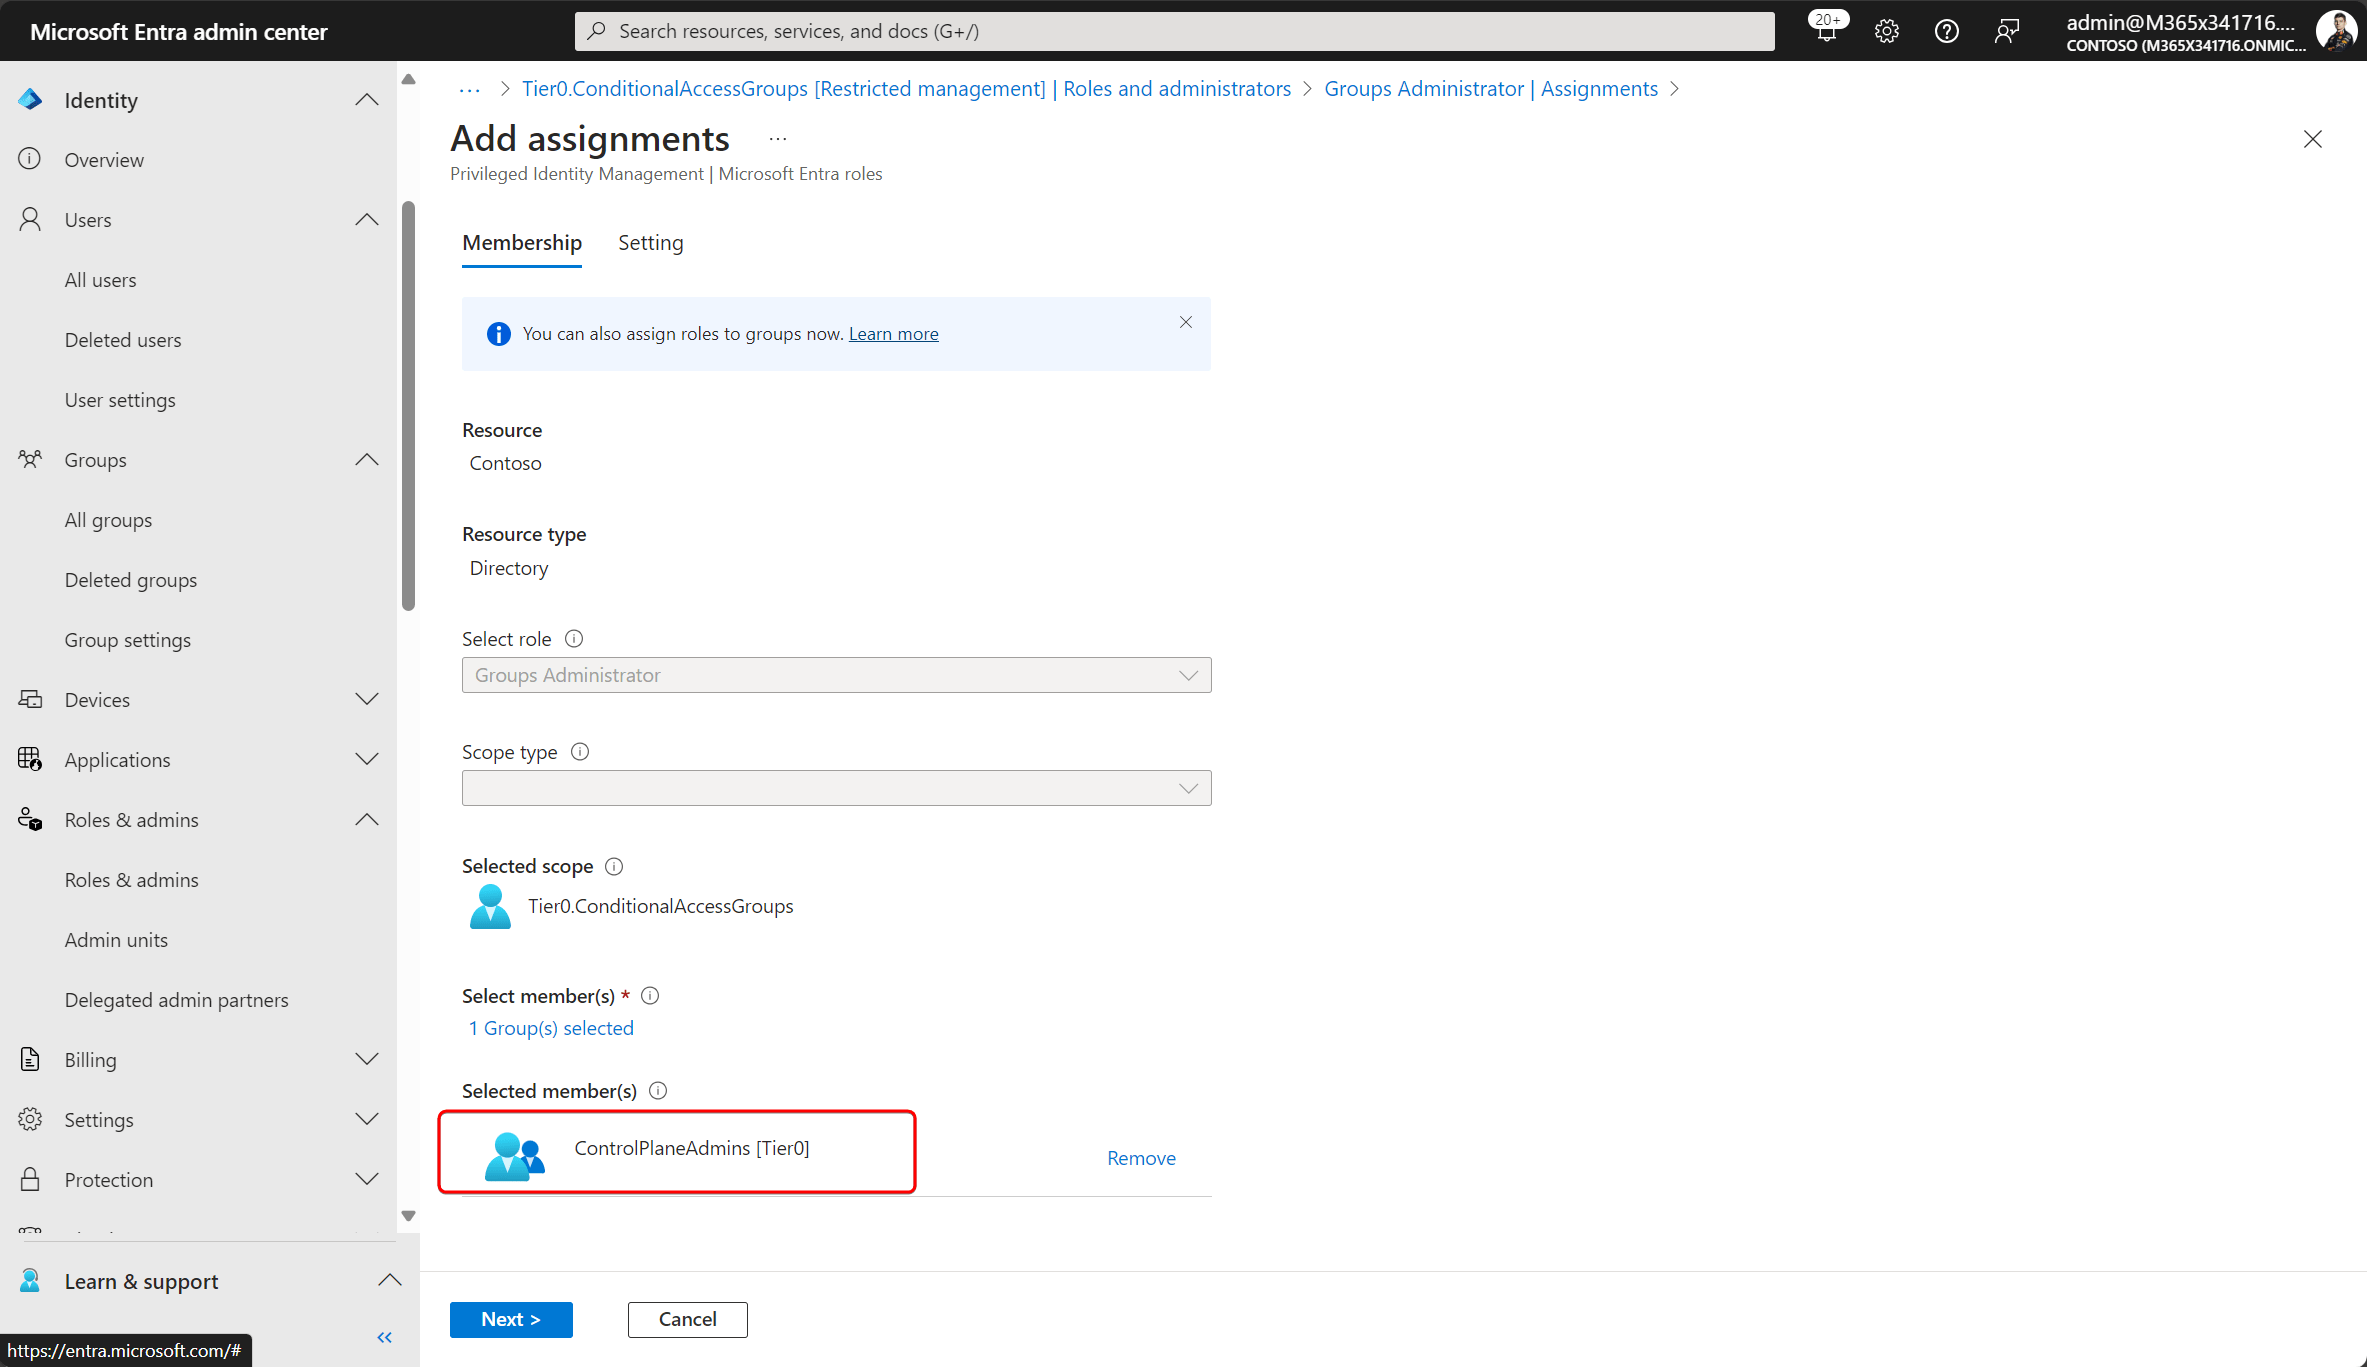 Microsoft Entra admin center
Search resources, services, and docs (G+/)
20+
admin@M365x341716....
CONTOSO (M365X341716.ONMIC...
Identity
Overview
Users
All users
Deleted users
User settings
Groups
All groups
Deleted groups
Group settings
Devices
Applications
Roles & admins
Roles & admins
Admin units
Delegated admin partners
Billing
Settings
Protection
Learn & support
https://entra.microsoft.com/#
... > Tier0.ConditionalAccessGroups [Restricted management] | Roles and administrators > Groups Administrator | Assignments >
Add assignments ...
Privileged Identity Management | Microsoft Entra roles
Membership Setting
You can also assign roles to groups now. Learn more
Resource
Contoso
Resource type
Directory
Select role
Groups Administrator
Scope type
Selected scope
Tier0.ConditionalAccessGroups
Select member(s) *
1 Group(s) selected
Selected member(s)
ControlPlaneAdmins [Tier0]
Remove
Next >
Cancel